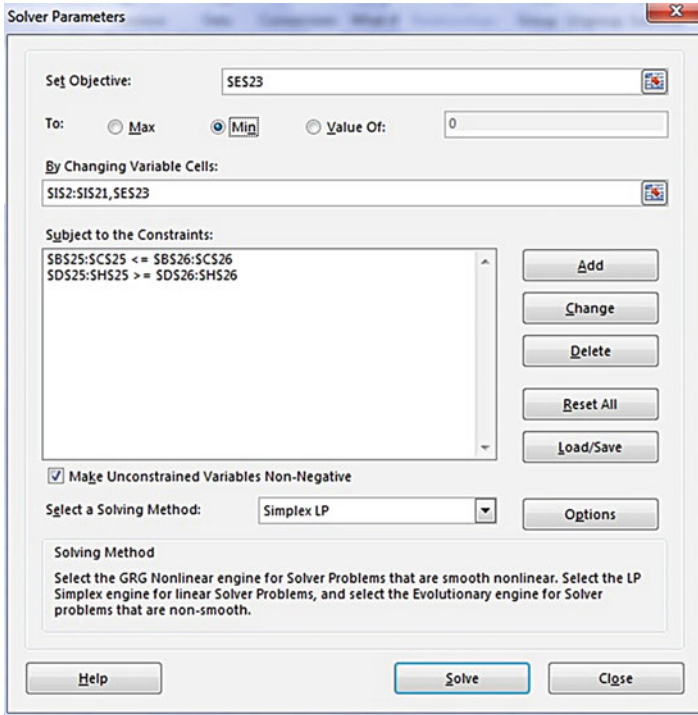 Solver Parameters
Set Objective: $E$23
To: Max Min Value Of: 0
By Changing Variable Cells:
$I$2:$I$21,$E$23
Subject to the Constraints:
$B$25:$C$25 <= $B$26:$C$26
$D$25:$H$25 >= $D$26:$H$26
Add
Change
Delete
Reset All
Load/Save
Make Unconstrained Variables Non-Negative
Select a Solving Method: Simplex LP Options
Solving Method
Select the GRG Nonlinear engine for Solver Problems that are smooth nonlinear. Select the LP
Simplex engine for linear Solver Problems, and select the Evolutionary engine for Solver
problems that are non-smooth.
Help Solve Close